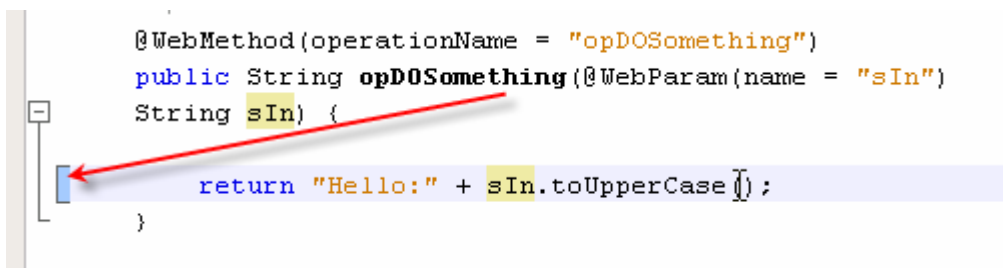 @WebMethod(operationName = "opDOSomething")
public String opDOSomething(@WebParam(name = "sIn")
String sIn) {
return "Hello:" + sIn.toUpperCase();
}